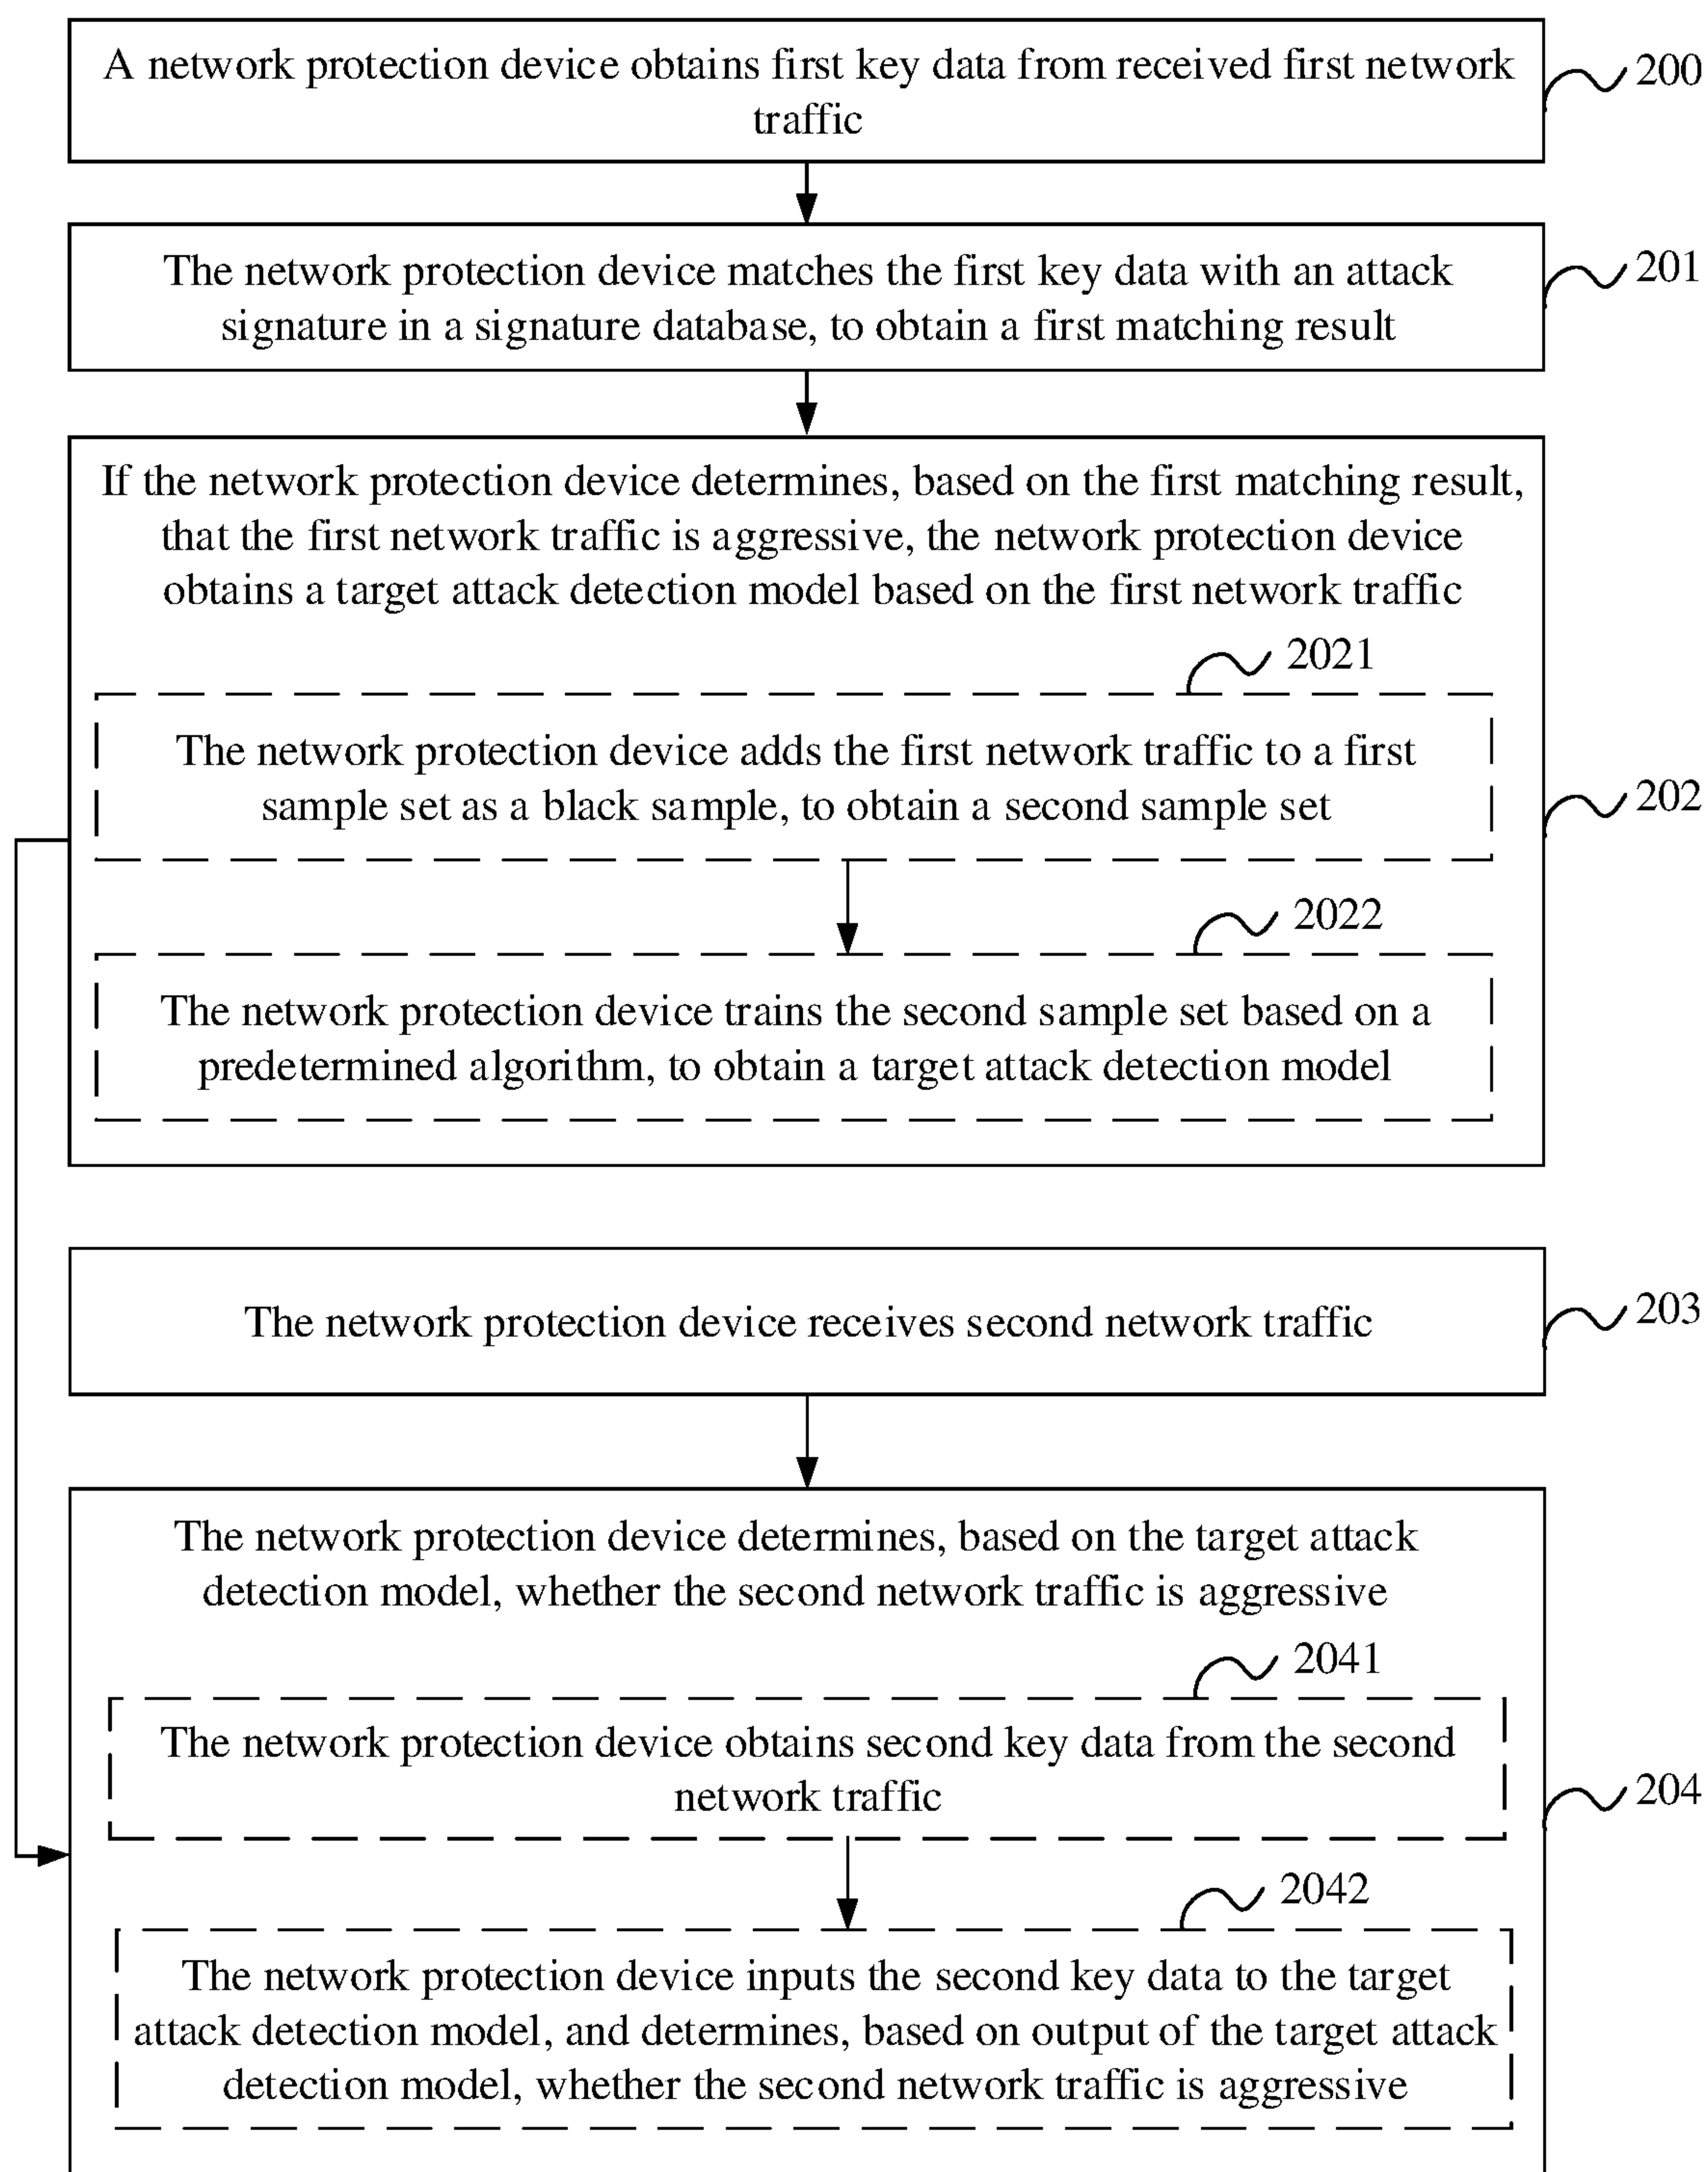 A network protection device obtains first key data from received first network
traffic
200
The network protection device matches the first key data with an attack
signature in a signature database, to obtain a first matching result
201
If the network protection device determines, based on the first matching result,
that the first network traffic is aggressive, the network protection device
obtains a target attack detection model based on the first network traffic
2021
The network protection device adds the first network traffic to a first
sample set as a black sample, to obtain a second sample set
202
2022
The network protection device trains the second sample set based on a
predetermined algorithm, to obtain a target attack detection model
The network protection device receives second network traffic
203
The network protection device determines, based on the target attack
detection model, whether the second network traffic is aggressive
2041
The network protection device obtains second key data from the second
network traffic
204
2042
The network protection device inputs the second key data to the target
attack detection model, and determines, based on output of the target attack
detection model, whether the second network traffic is aggressive